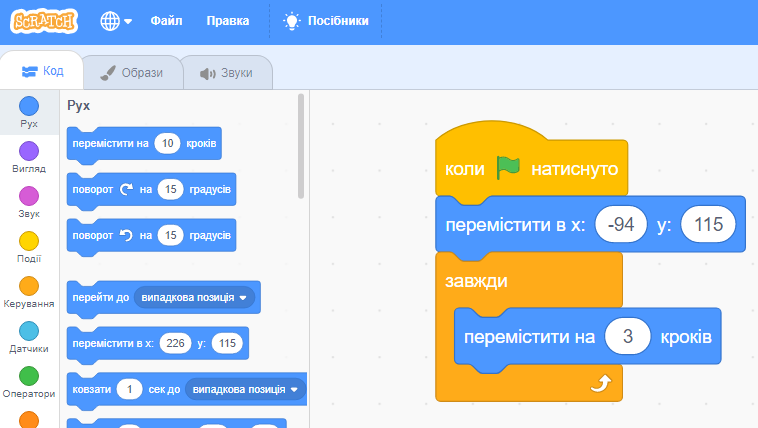 SCRATCH Файл Правка Посібники
Код Образи Звуки
Рух
Вигляд
Звук
Події
Керування
Датчики
Оператори
Рух
перемістити на 10 кроків
поворот на 15 градусів
поворот на 15 градусів
перейти до випадкова позиція
перемістити в x: 226 y: 115
ковзати 1 сек до випадкова позиція
коли натиснуто
перемістити в x: -94 y: 115
завжди
перемістити на 3 кроків